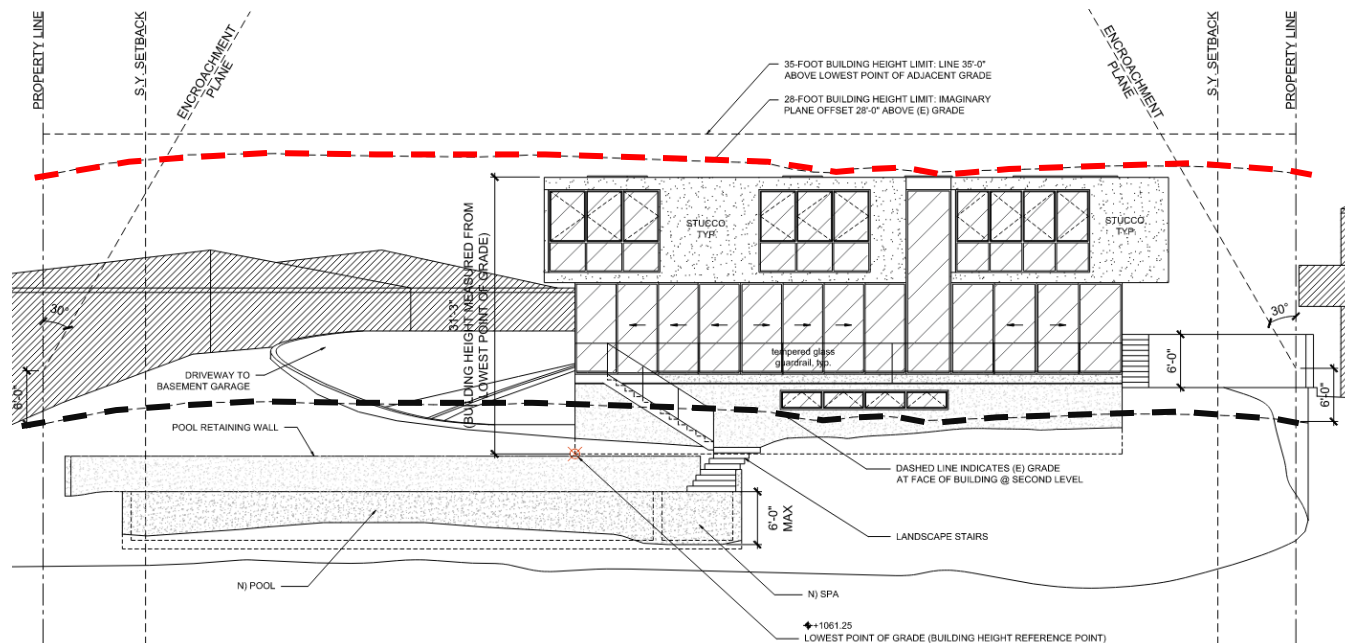 PROPERTY LINE
S.Y. SETBACK
ENCROACHMENT
PLANE
35-FOOT BUILDING HEIGHT LIMIT: LINE 35'-0"
ABOVE LOWEST POINT OF ADJACENT GRADE
28-FOOT BUILDING HEIGHT LIMIT: IMAGINARY
PLANE OFFSET 28'-0" ABOVE (E) GRADE
ENCROACHMENT
PLANE
S.Y. SETBACK
PROPERTY LINE
STUCCO
TYP.
STUCCO
TYP.
31'-3"
(BUILDING HEIGHT MEASURED FROM
LOWEST POINT OF GRADE)
30°
30°
tempered glass
guardrail, typ.
6'-0"
6'-0"
6'-0"
DRIVEWAY TO
BASEMENT GARAGE
POOL RETAINING WALL
DASHED LINE INDICATES (E) GRADE
AT FACE OF BUILDING @ SECOND LEVEL
6'-0"
MAX
LANDSCAPE STAIRS
N) POOL
N) SPA
+1061.25
LOWEST POINT OF GRADE (BUILDING HEIGHT REFERENCE POINT)